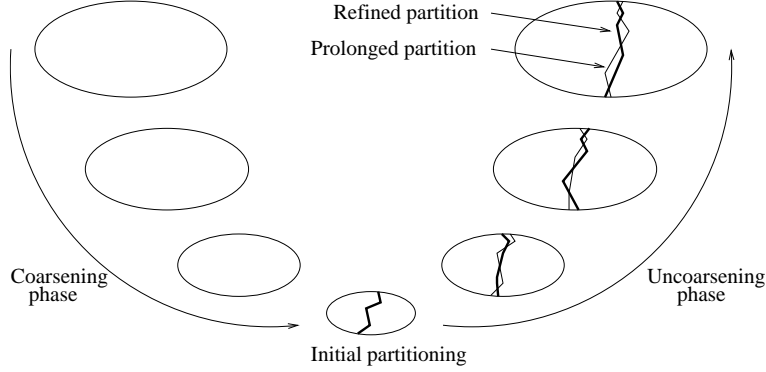 Refined partition
Prolonged partition
Coarsening
phase
Uncoarsening
phase
Initial partitioning